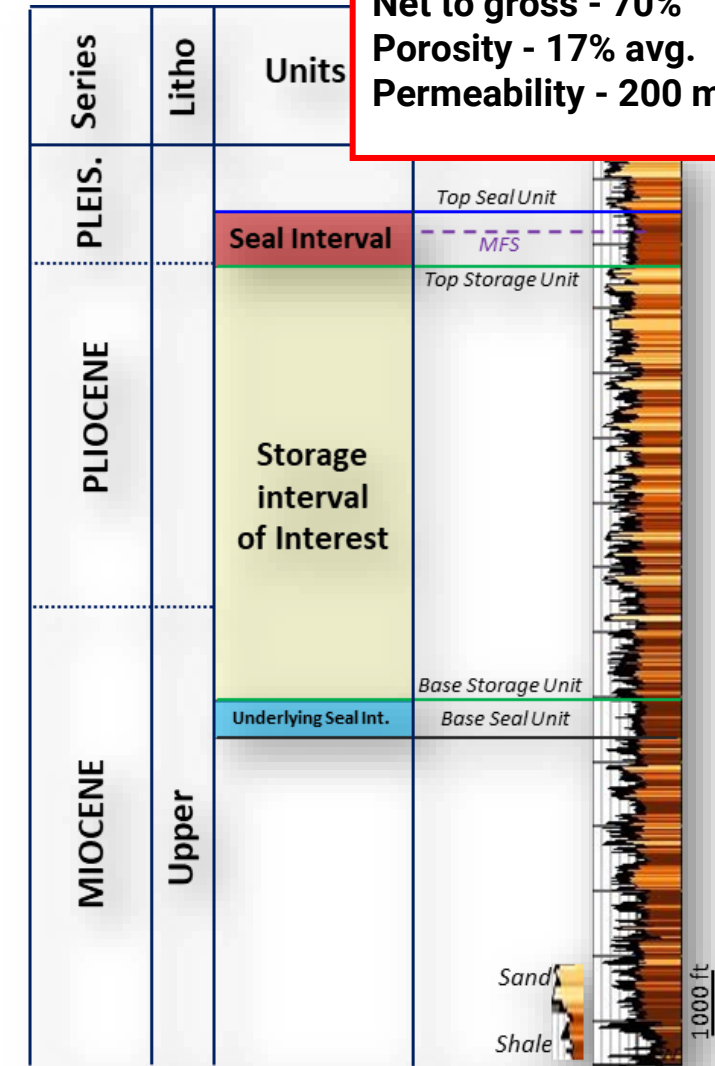 Net to gross - 70%
Porosity - 17% avg.
Permeability - 200 m
Series
Litho
Units
PLEIS.
Top Seal Unit
Seal Interval
MFS
Top Storage Unit
PLIOCENE
Storage
interval
of Interest
Base Storage Unit
Underlying Seal Int.
Base Seal Unit
MIOCENE
Upper
Sand
Shale
1000 ft